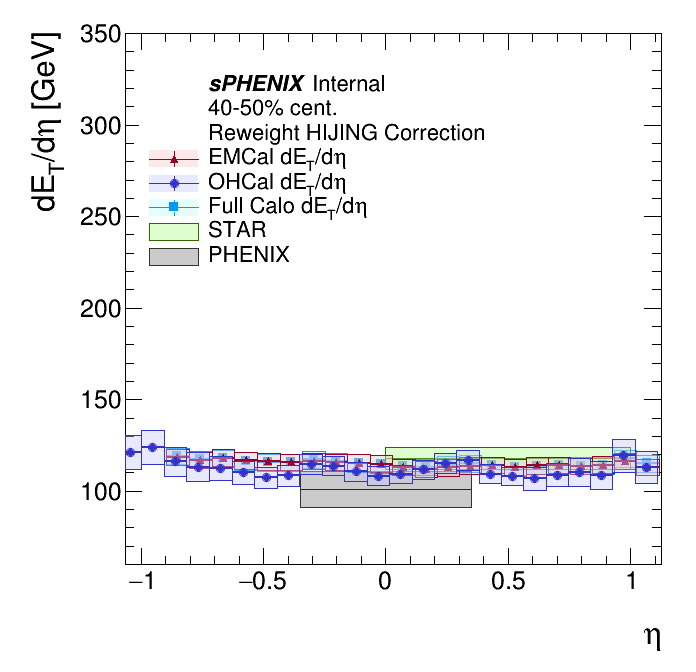 dE_T/dη [GeV]
350
300
250
200
150
100
sPHENIX Internal
40-50% cent.
Reweight HIJING Correction
EMCal dE_T/dη
OHCal dE_T/dη
Full Calo dE_T/dη
STAR
PHENIX
−1 −0.5 0 0.5 1
η